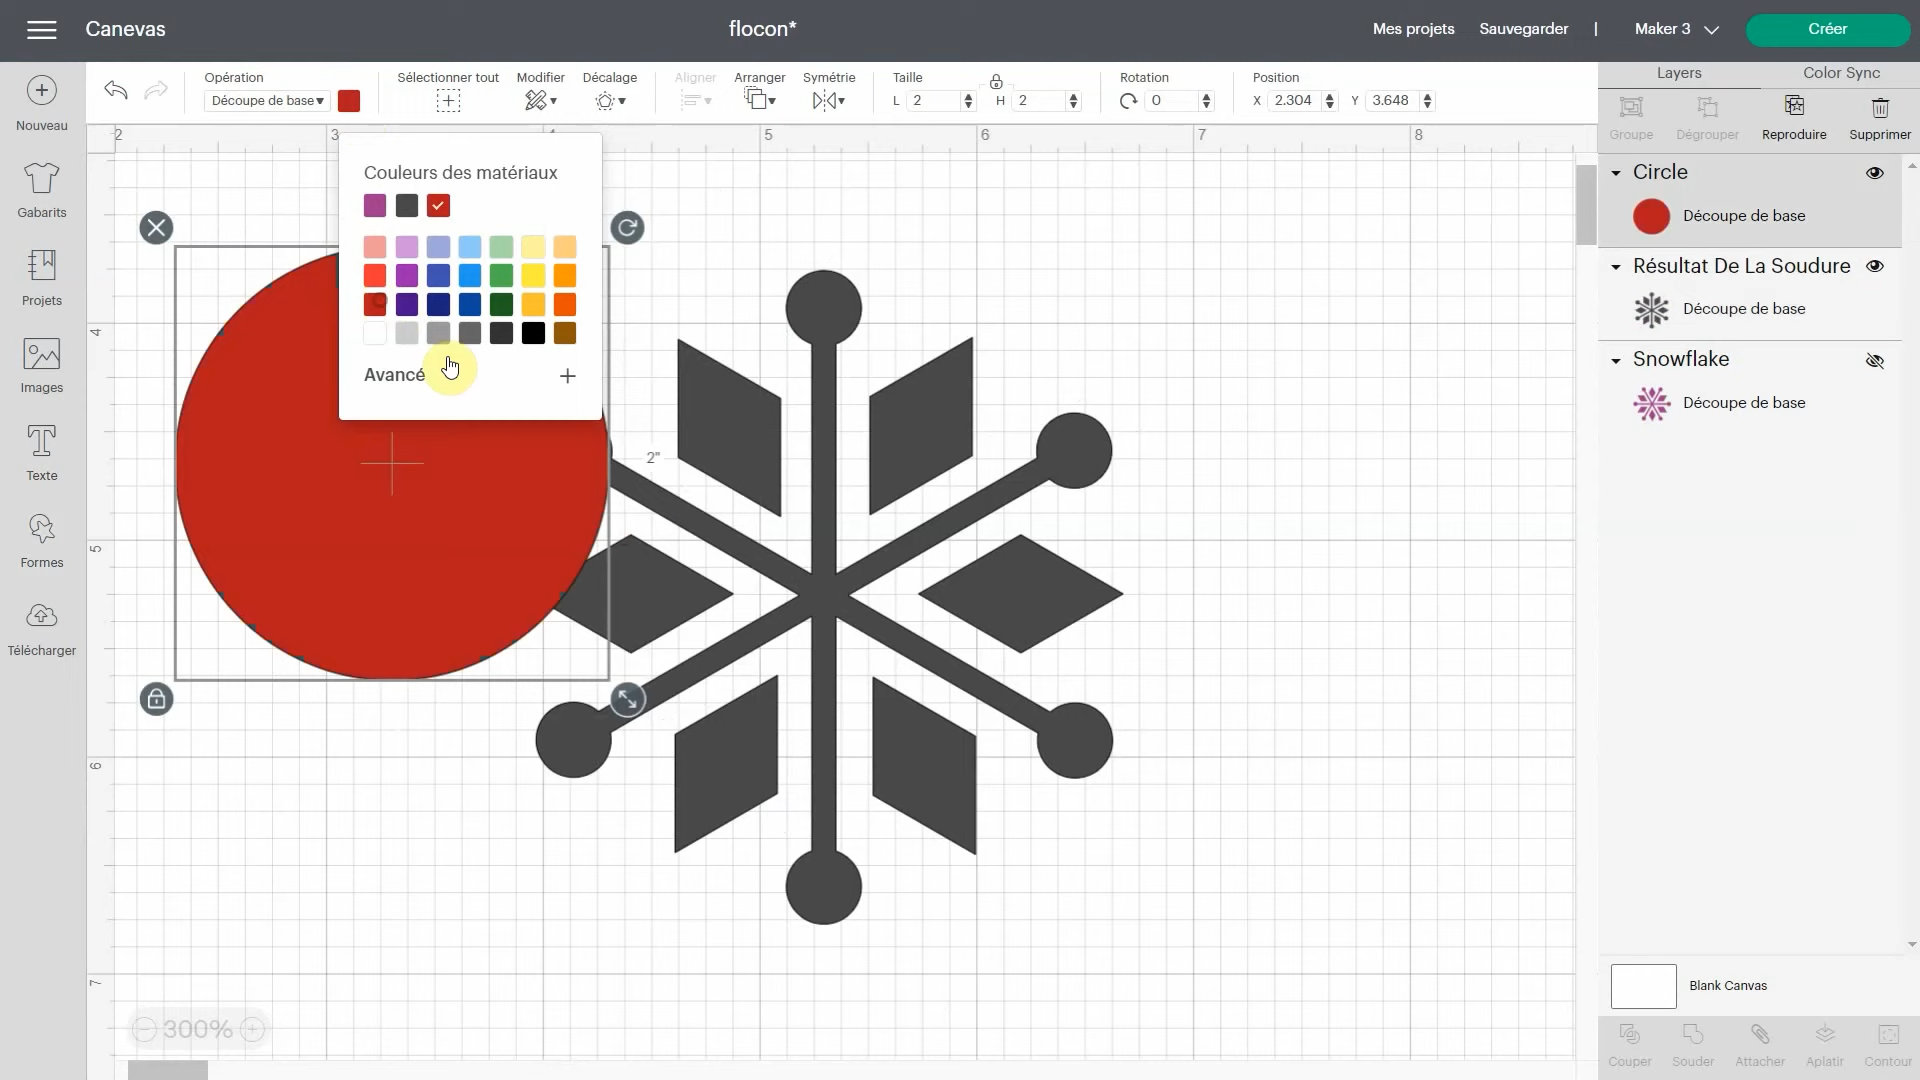 Canevas
flocon*
Mes projets Sauvegarder | Maker 3 Créer
Opération Sélectionner tout Modifier Décalage Aligner Arranger Symétrie Taille Rotation Position
Découpe de base L 2 H 2 0 X 2.304 Y 3.648
Layers Color Sync
Groupe Dégrouper Reproduire Supprimer
Nouveau
Gabarits
Projets
Images
Texte
Formes
Télécharger
2 3 4 5 6 7 8
4
5
6
7
Couleurs des matériaux
Avancé
2"
300%
Circle
Découpe de base
Résultat De La Soudure
Découpe de base
Snowflake
Découpe de base
Blank Canvas
Couper Souder Attacher Aplatir Contour